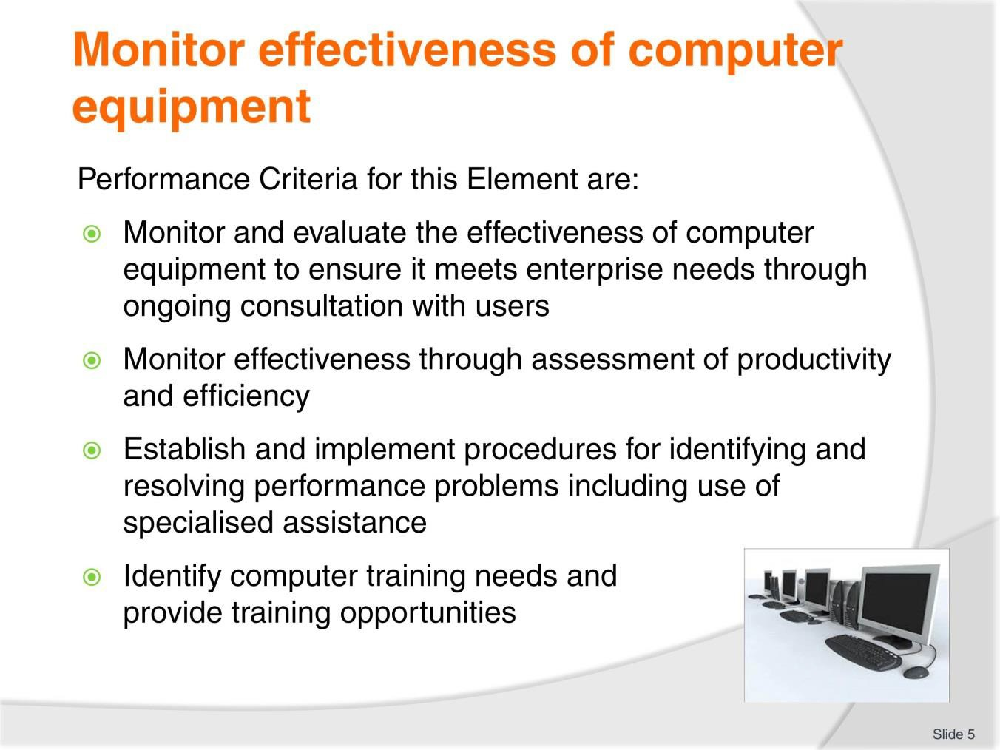 Monitor effectiveness of computer
equipment
Performance Criteria for this Element are:
Monitor and evaluate the effectiveness of computer
equipment to ensure it meets enterprise needs through
ongoing consultation with users
Monitor effectiveness through assessment of productivity
and efficiency
Establish and implement procedures for identifying and
resolving performance problems including use of
specialised assistance
Identify computer training needs and
provide training opportunities
Slide 5